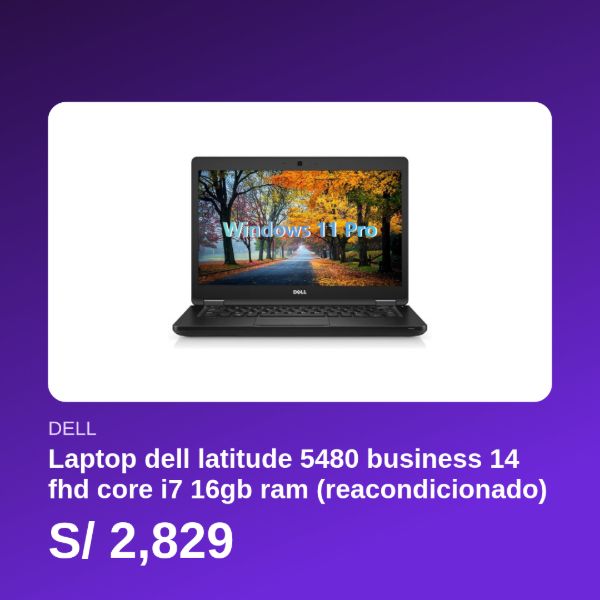 Windows 11 Pro
DELL
DELL
Laptop dell latitude 5480 business 14
fhd core i7 16gb ram (reacondicionado)
S/ 2,829